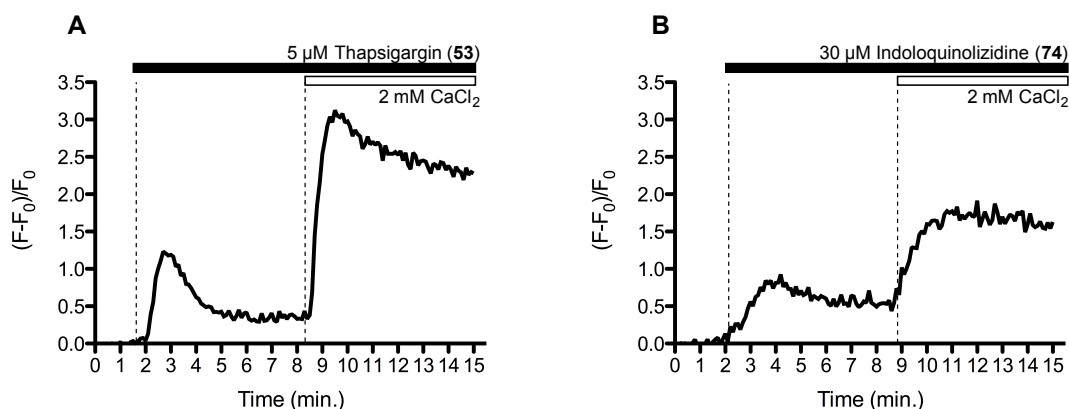 A
5 µM Thapsigargin (53)
2 mM CaCl2
3.5
3.0
2.5
2.0
1.5
1.0
0.5
0.0
(F-F0)/F0
0 1 2 3 4 5 6 7 8 9 10 11 12 13 14 15
Time (min.)
B
30 µM Indoloquinolizidine (74)
2 mM CaCl2
3.5
3.0
2.5
2.0
1.5
1.0
0.5
0.0
(F-F0)/F0
0 1 2 3 4 5 6 7 8 9 10 11 12 13 14 15
Time (min.)